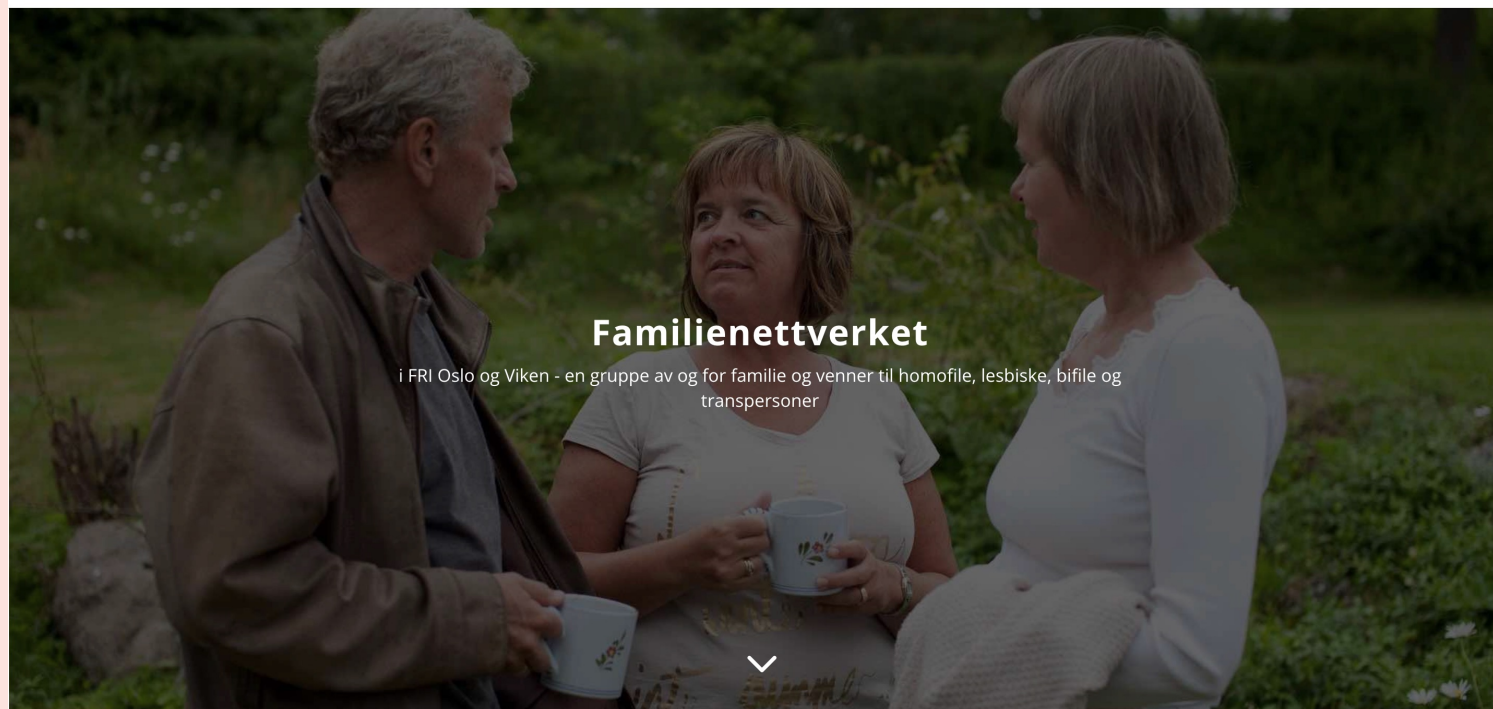 Familienettverket
i FRI Oslo og Viken - en gruppe av og for familie og venner til homofile, lesbiske, bifile og
transpersoner